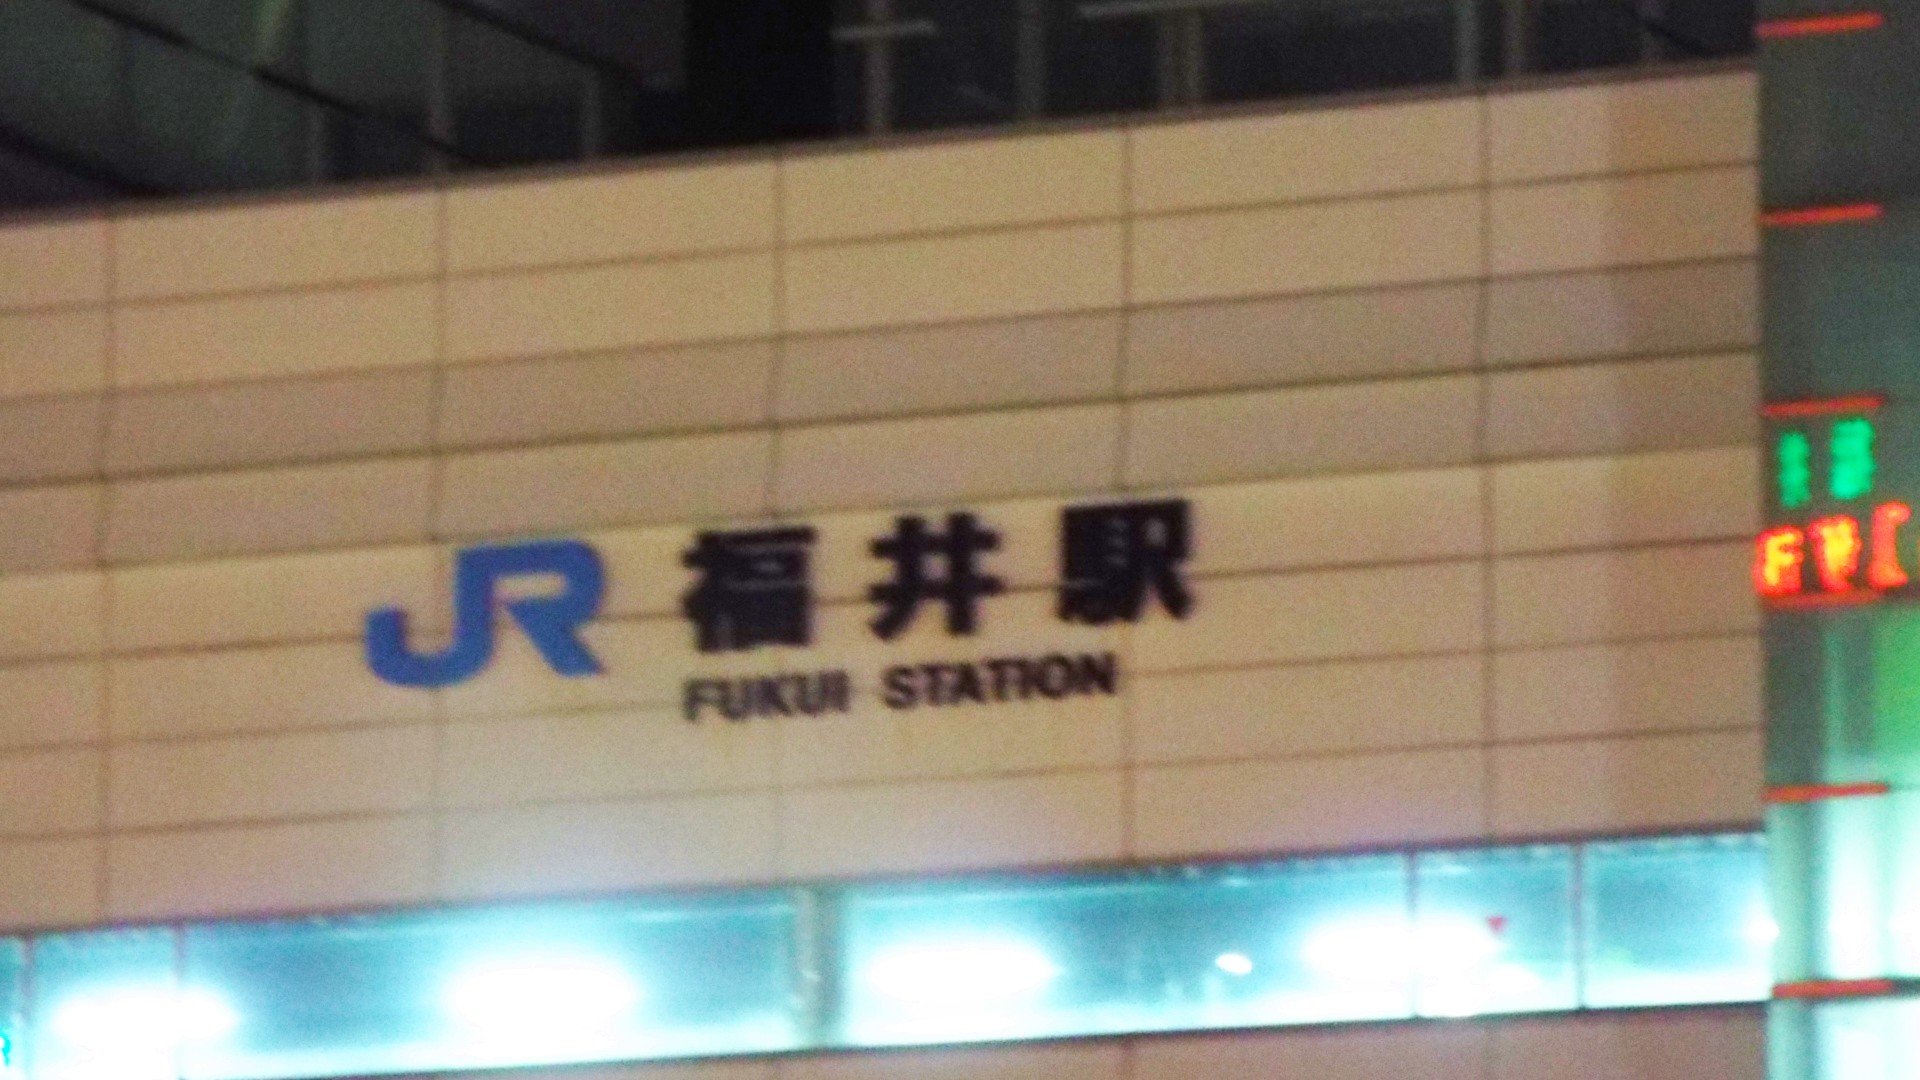 JR 福井駅
FUKUI STATION